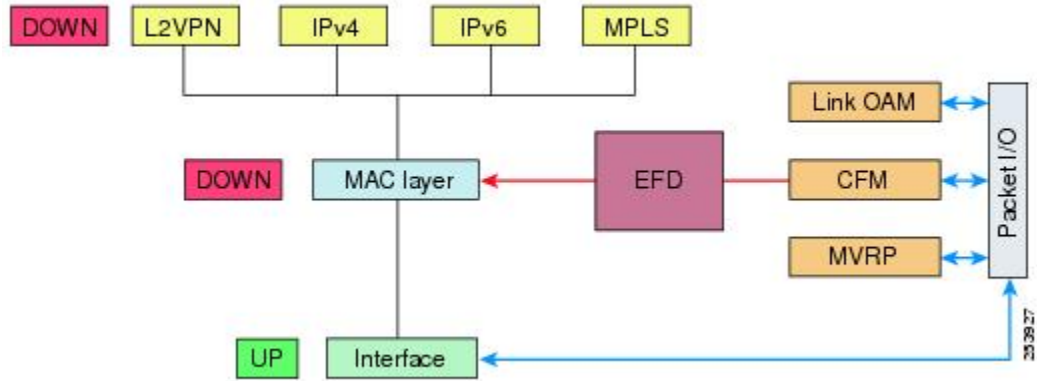 DOWN L2VPN IPv4 IPv6 MPLS
Link OAM
DOWN MAC layer EFD CFM
MVRP
Packet I/O
UP Interface
253927